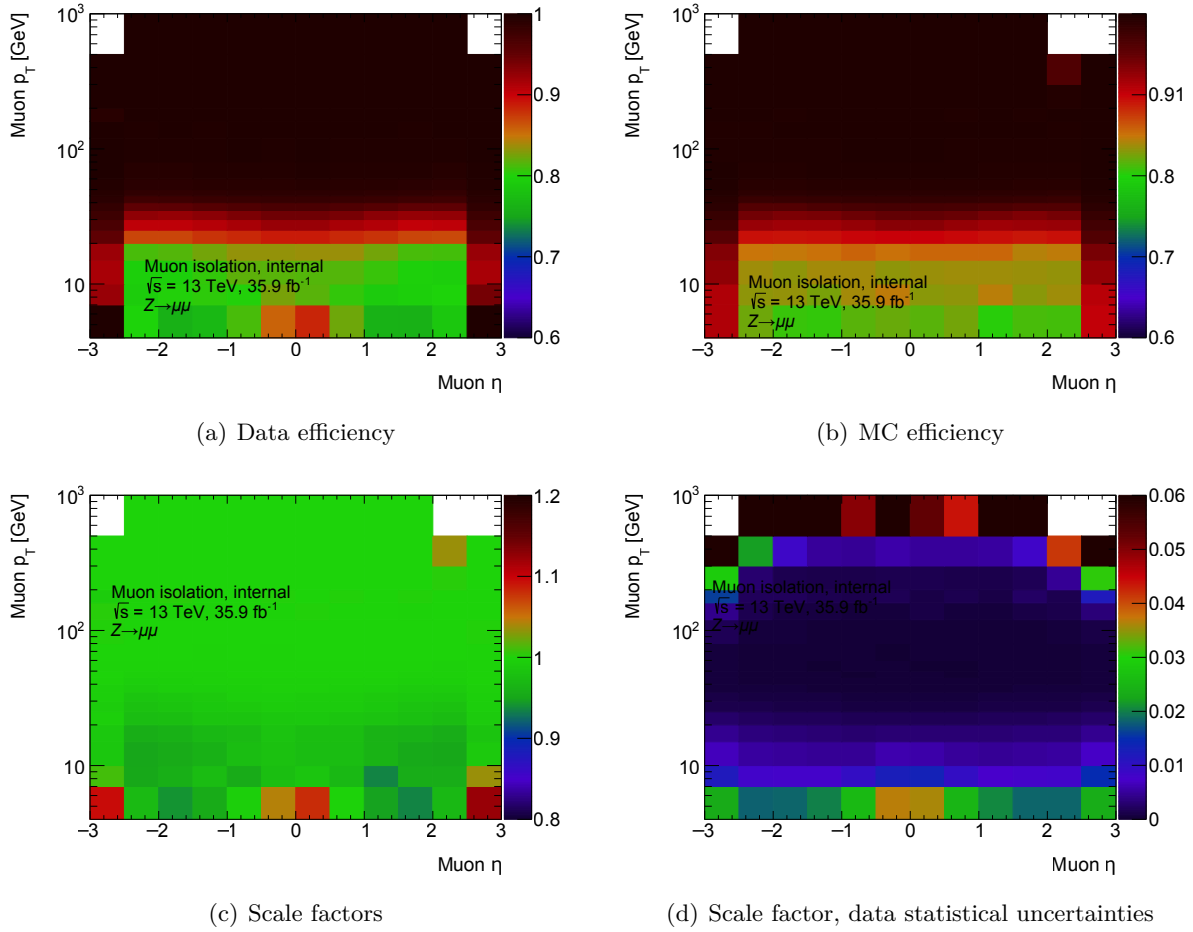 Muon p_T [GeV]
10³
10²
10
−3 −2 −1 0 1 2 3
Muon η
1
0.9
0.8
0.7
0.6
Muon isolation, internal
√s = 13 TeV, 35.9 fb⁻¹
Z→μμ
(a) Data efficiency
Muon p_T [GeV]
10³
10²
10
−3 −2 −1 0 1 2 3
Muon η
0.91
0.8
0.7
0.6
Muon isolation, internal
√s = 13 TeV, 35.9 fb⁻¹
Z→μμ
(b) MC efficiency
Muon p_T [GeV]
10³
10²
10
−3 −2 −1 0 1 2 3
Muon η
1.2
1.1
1
0.9
0.8
Muon isolation, internal
√s = 13 TeV, 35.9 fb⁻¹
Z→μμ
(c) Scale factors
Muon p_T [GeV]
10³
10²
10
−3 −2 −1 0 1 2 3
Muon η
0.06
0.05
0.04
0.03
0.02
0.01
0
Muon isolation, internal
√s = 13 TeV, 35.9 fb⁻¹
Z→μμ
(d) Scale factor, data statistical uncertainties